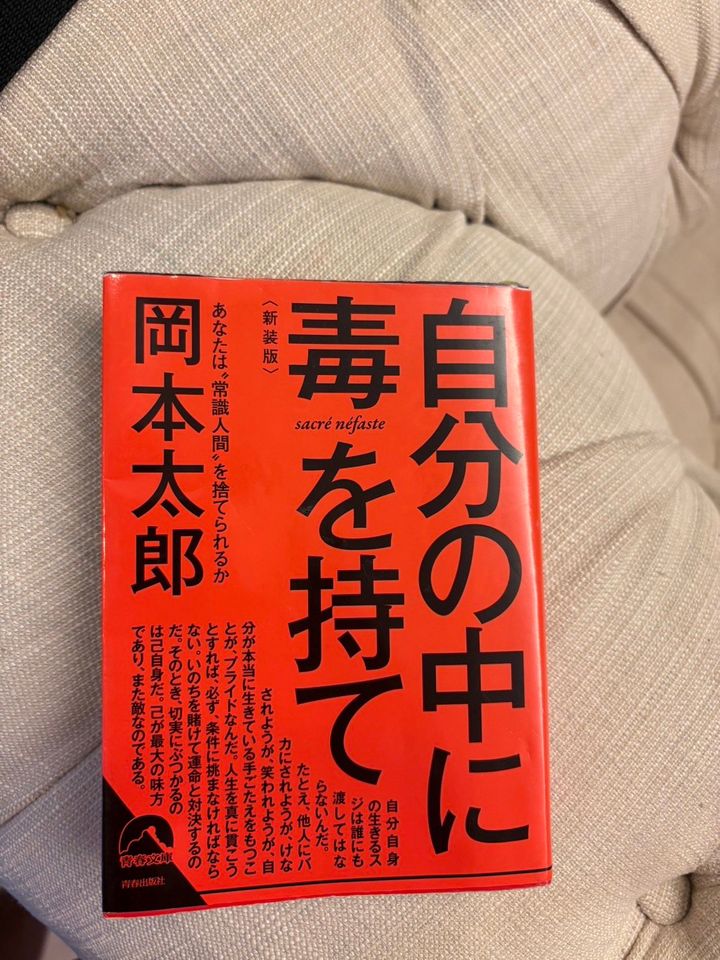 自分の中に
毒を持て
〈新装版〉
sacré néfaste
あなたは〝常識人間〟を捨てられるか
岡本太郎
自分自身
の生きるス
ジは誰にも
渡してはな
らないんだ。
たとえ、他人にバ
カにされようが、けな
されようが、笑われようが、自
分が本当に生きている手ごたえをもつこ
とが、プライドなんだ。人生を真に貫こう
とすれば、必ず、条件に挑まなければなら
ない。いのちを賭けて運命と対決するの
だ。そのとき、切実にぶつかるの
は己自身だ。己が最大の味方
であり、また敵なのである。
青春文庫
青春出版社